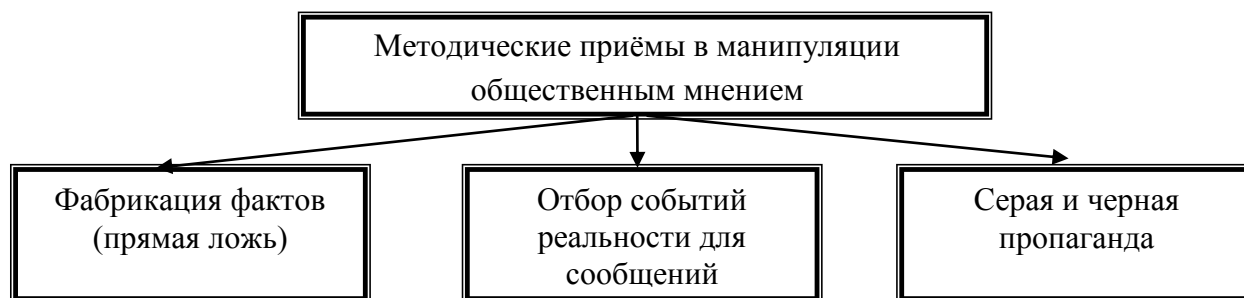 Методические приёмы в манипуляции
общественным мнением
Фабрикация фактов
(прямая ложь)
Отбор событий
реальности для
сообщений
Серая и черная
пропаганда